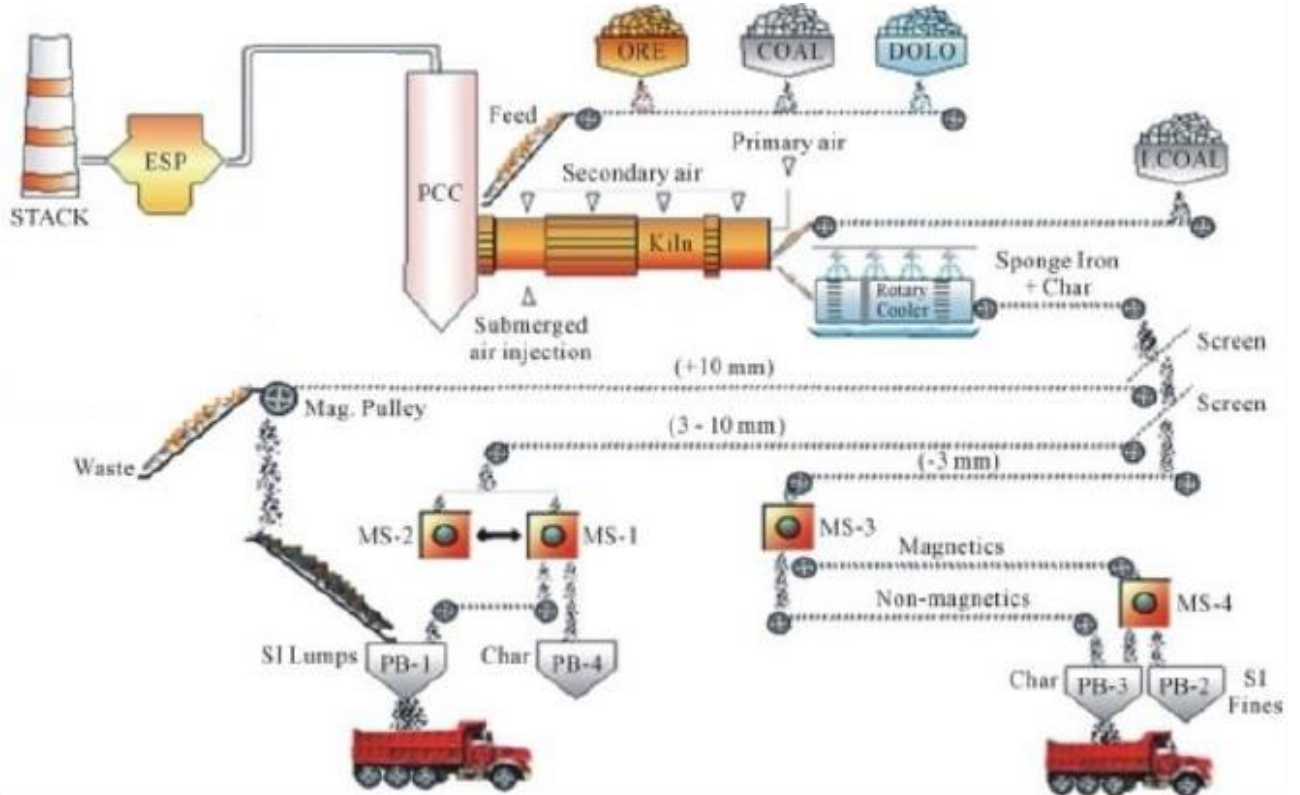 ORE
COAL
DOLO
Feed
Primary air
ESP
I COAL
Secondary air
PCC
STACK
Kiln
Sponge Iron
+ Char
Rotary
Cooler
Submerged
air injection
Screen
(+10 mm)
Mag. Pulley
Screen
(3 - 10 mm)
Waste
(-3 mm)
MS-2
MS-1
MS-3
Magnetics
Non-magnetics
MS-4
SI Lumps
PB-1
Char
PB-4
Char
PB-3
PB-2
SI
Fines